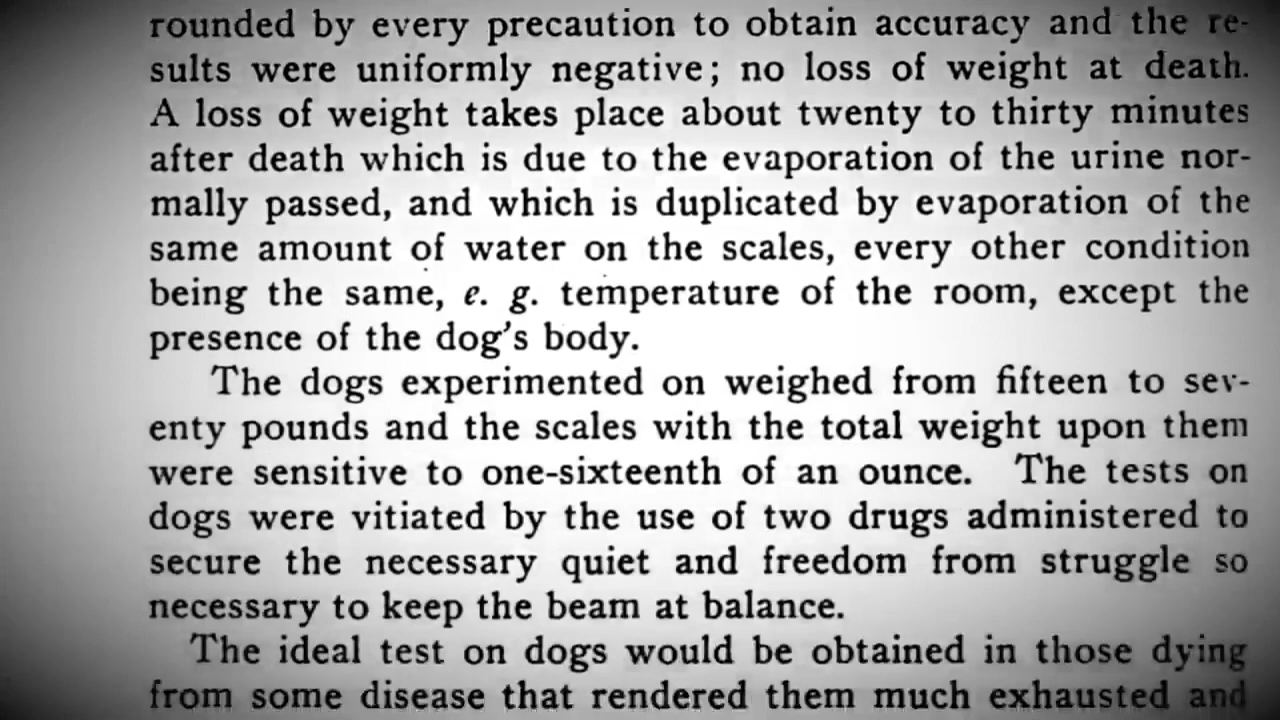 rounded by every precaution to obtain accuracy and the re-
sults were uniformly negative; no loss of weight at death.
A loss of weight takes place about twenty to thirty minutes
after death which is due to the evaporation of the urine nor-
mally passed, and which is duplicated by evaporation of the
same amount of water on the scales, every other condition
being the same, e. g. temperature of the room, except the
presence of the dog's body.
The dogs experimented on weighed from fifteen to sev-
enty pounds and the scales with the total weight upon them
were sensitive to one-sixteenth of an ounce. The tests on
dogs were vitiated by the use of two drugs administered to
secure the necessary quiet and freedom from struggle so
necessary to keep the beam at balance.
The ideal test on dogs would be obtained in those dying
from some disease that rendered them much exhausted and